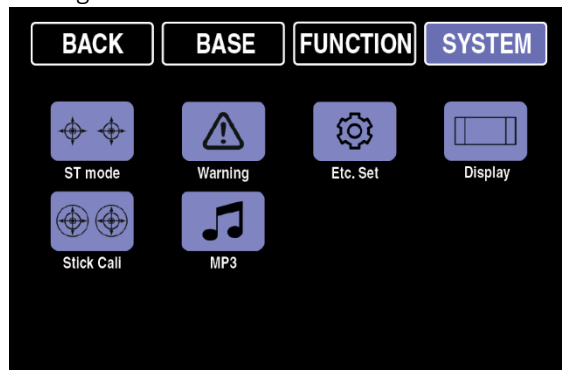 BACK
BASE
FUNCTION
SYSTEM
ST mode
Warning
Etc. Set
Display
Stick Cali
MP3